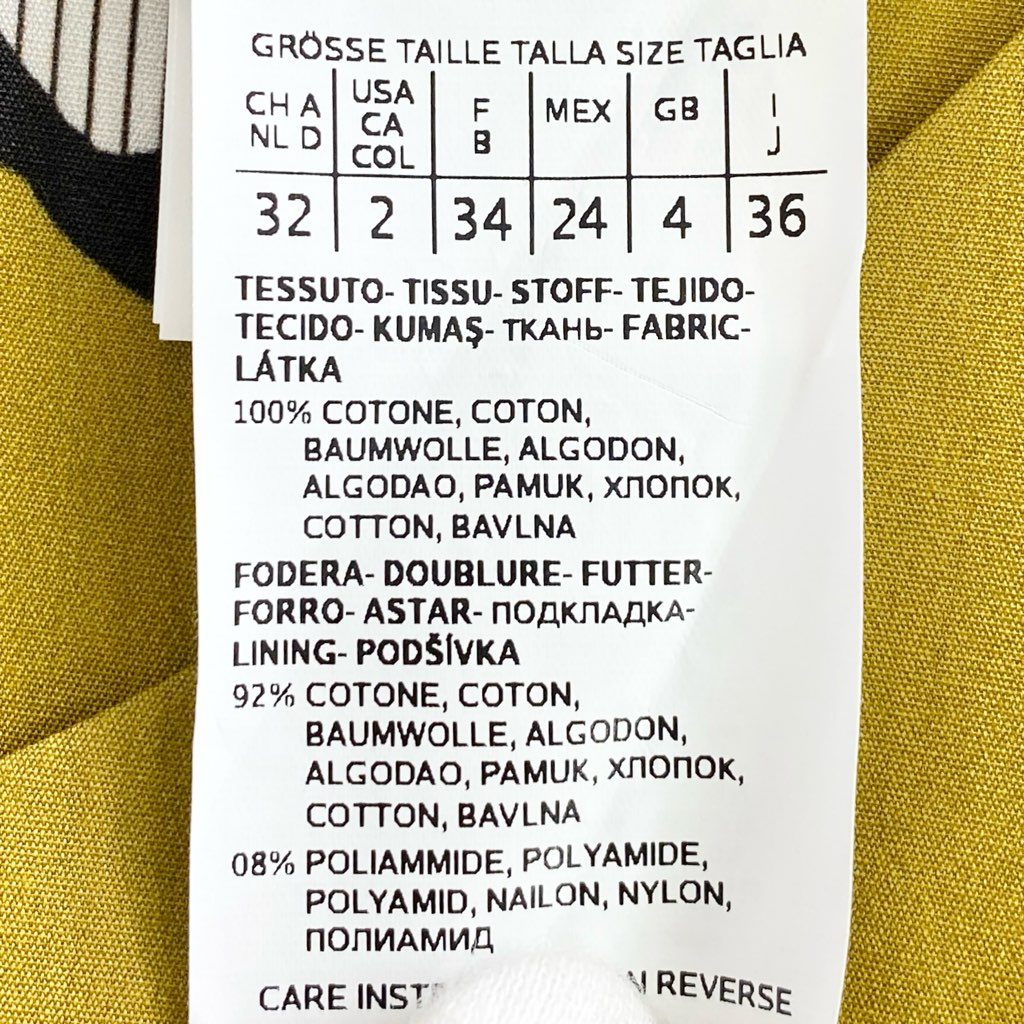 GRÖSSE TAILLE TALLA SIZE TAGLIA
CH A NL D USA CA COL F B MEX GB I J
32 2 34 24 4 36
TESSUTO- TISSU- STOFF- TEJIDO-
TECIDO- KUMAŞ- ТКАНЬ- FABRIC-
LÁTKA
100% COTONE, COTON,
BAUMWOLLE, ALGODON,
ALGODAO, PAMUK, ХЛОПОК,
COTTON, BAVLNA
FODERA- DOUBLURE- FUTTER-
FORRO- ASTAR- ПОДКЛАДКА-
LINING- PODŠÍVKA
92% COTONE, COTON,
BAUMWOLLE, ALGODON,
ALGODAO, PAMUK, ХЛОПОК,
COTTON, BAVLNA
08% POLIAMMIDE, POLYAMIDE,
POLYAMID, NAILON, NYLON,
ПОЛИАМИД
CARE REVERSE